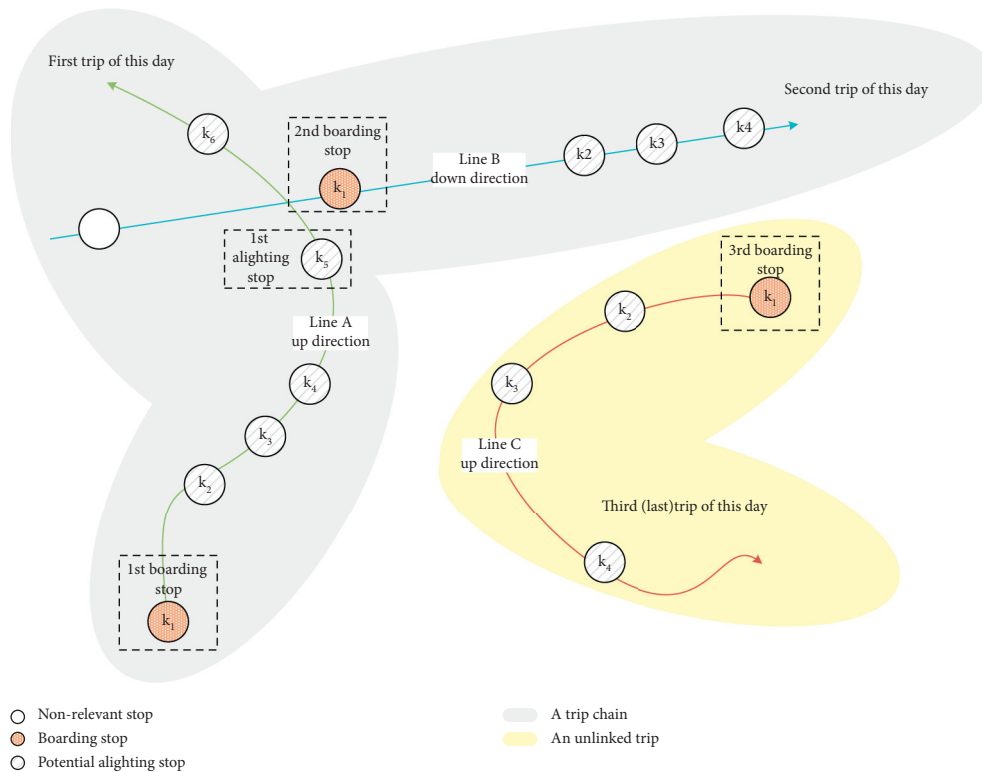 First trip of this day
Second trip of this day
k6
2nd boarding
stop
k1
Line B
down direction
k2
k3
k4
1st
alighting
stop
k5
3rd boarding
stop
k1
k2
Line A
up direction
k4
k3
k3
Line C
up direction
k2
Third (last)trip of this day
k4
1st boarding
stop
k1
Non-relevant stop
Boarding stop
Potential alighting stop
A trip chain
An unlinked trip